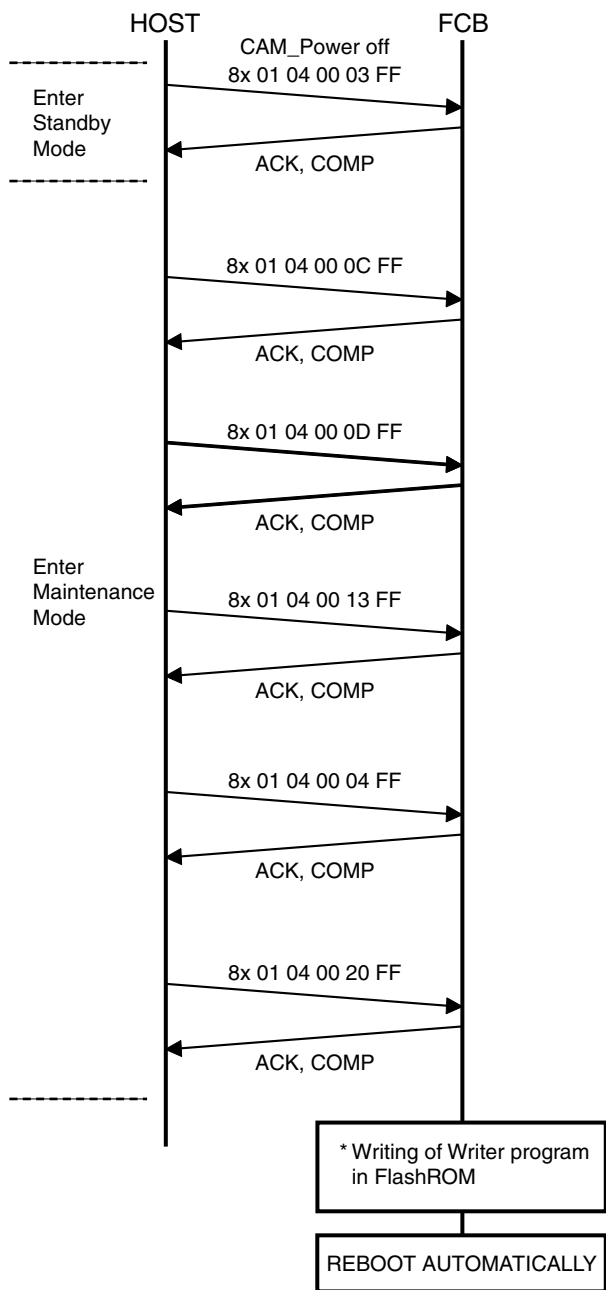 HOST
FCB
CAM_Power off
8x 01 04 00 03 FF
Enter
Standby
Mode
ACK, COMP
8x 01 04 00 0C FF
ACK, COMP
8x 01 04 00 0D FF
ACK, COMP
Enter
Maintenance
Mode
8x 01 04 00 13 FF
ACK, COMP
8x 01 04 00 04 FF
ACK, COMP
8x 01 04 00 20 FF
ACK, COMP
* Writing of Writer program
in FlashROM
REBOOT AUTOMATICALLY